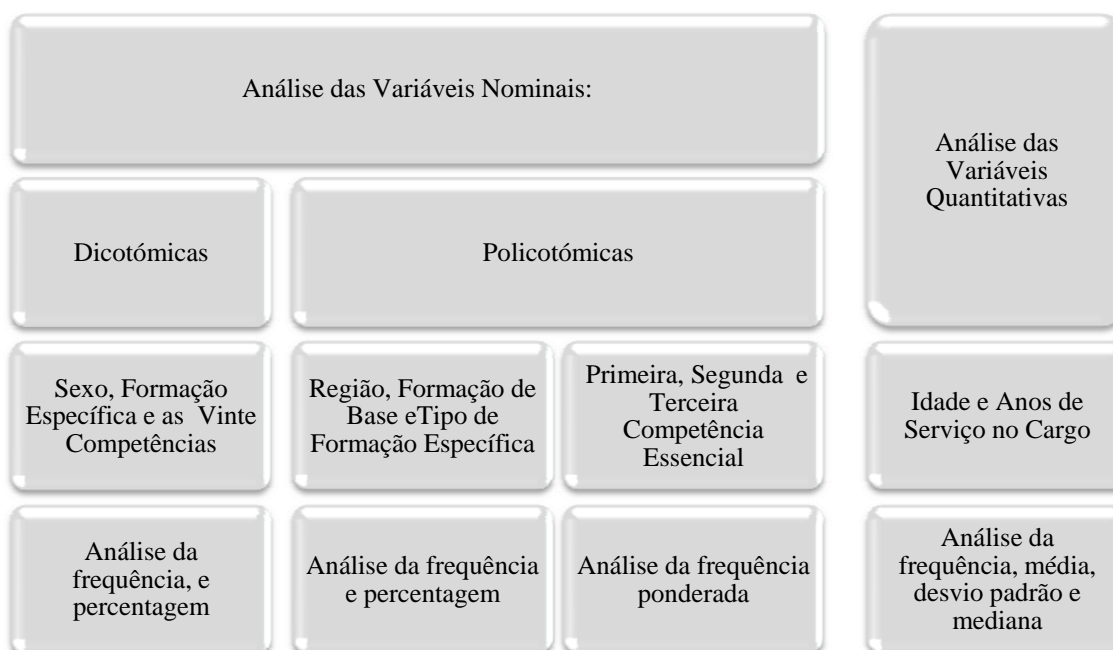 Análise das Variáveis Nominais:
Análise das
Variáveis
Quantitativas
Dicotómicas
Policotómicas
Sexo, Formação
Específica e as Vinte
Competências
Região, Formação de
Base eTipo de
Formação Específica
Primeira, Segunda e
Terceira
Competência
Essencial
Idade e Anos de
Serviço no Cargo
Análise da
frequência, e
percentagem
Análise da frequência
e percentagem
Análise da frequência
ponderada
Análise da
frequência, média,
desvio padrão e
mediana